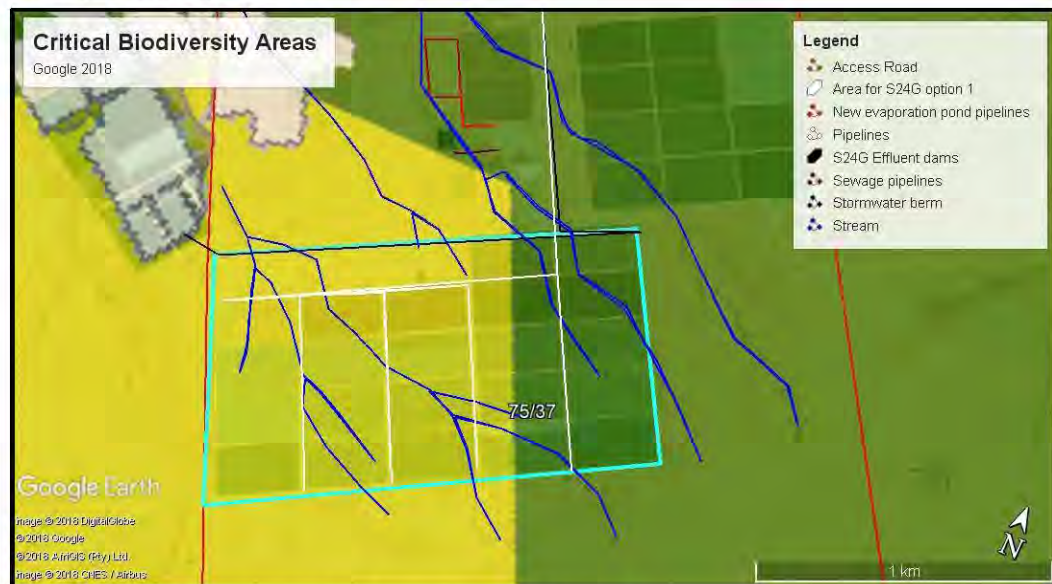 Critical Biodiversity Areas
Google 2018
Legend
Access Road
Area for S24G option 1
New evaporation pond pipelines
Pipelines
S24G Effluent dams
Sewage pipelines
Stormwater berm
Stream
75/37
Google Earth
Image © 2018 DigitalGlobe
© 2018 Google
© 2018 AfriGIS (Pty) Ltd.
Image © 2018 CNES / Airbus
N
1 km